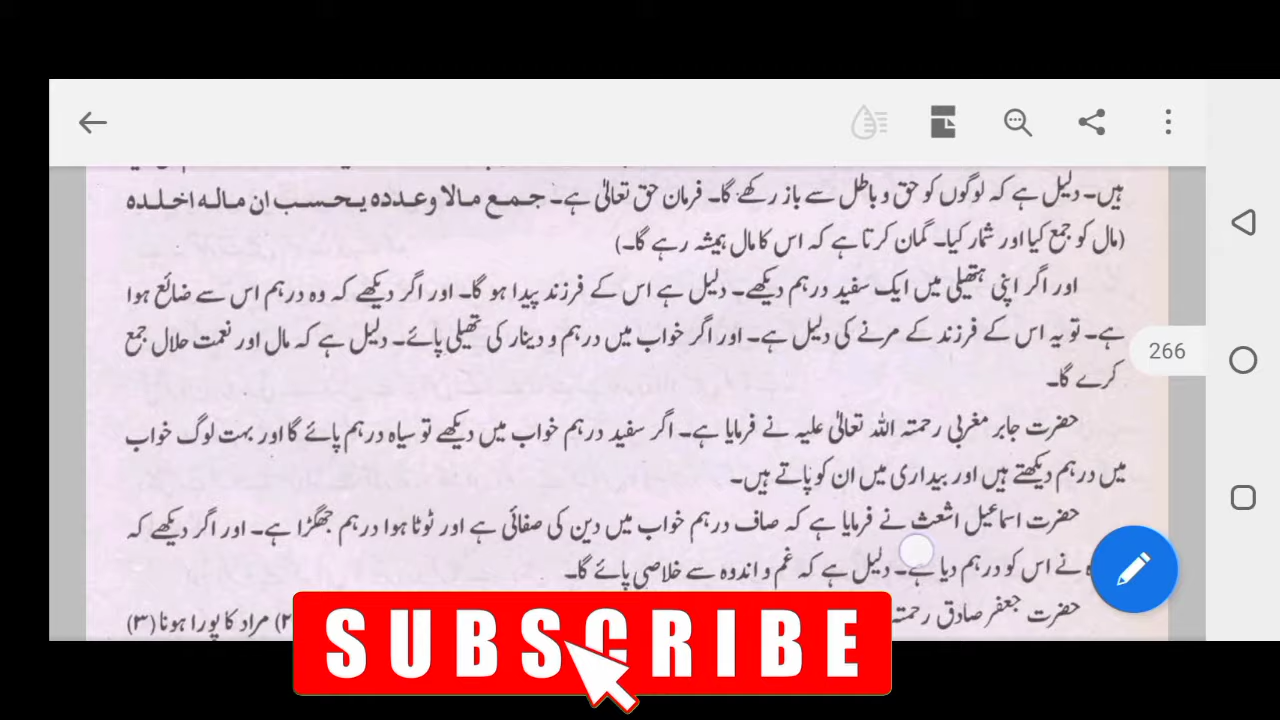 ہیں۔ دلیل ہے کہ لوگوں کو حق و باطل سے باز رکھے گا۔ فرمان حق تعالٰی ہے۔ جمع مالا وعدده یحسب ان ماله اخلده
(مال کو جمع کیا اور شمار کیا۔ گمان کرتا ہے کہ اس کا مال ہمیشہ رہے گا۔)
اور اگر اپنی ہتھیلی میں ایک سفید درہم دیکھے۔ دلیل ہے اس کے فرزند پیدا ہو گا۔ اور اگر دیکھے کہ وہ درہم اس سے ضائع ہوا
ہے۔ تو یہ اس کے فرزند کے مرنے کی دلیل ہے۔ اور اگر خواب میں درہم و دینار کی تھیلی پائے۔ دلیل ہے کہ مال اور نعمت حلال جمع
کرے گا۔
266
حضرت جابر مغربی رحمتہ اللہ تعالٰی علیہ نے فرمایا ہے۔ اگر سفید درہم خواب میں دیکھے تو سیاہ درہم پائے گا اور بہت لوگ خواب
میں درہم دیکھتے ہیں اور بیداری میں ان کو پاتے ہیں۔
حضرت اسماعیل اشعث نے فرمایا ہے کہ صاف درہم خواب میں دین کی صفائی ہے اور ٹوٹا ہوا درہم جھگڑا ہے۔ اور اگر دیکھے کہ
نے اس کو درہم دیا ہے۔ دلیل ہے کہ غم و اندوہ سے خلاصی پائے گا۔
حضرت جعفر صادق رحمتہ (۲) مراد کا پورا ہونا (۳)
SUBSCRIBE